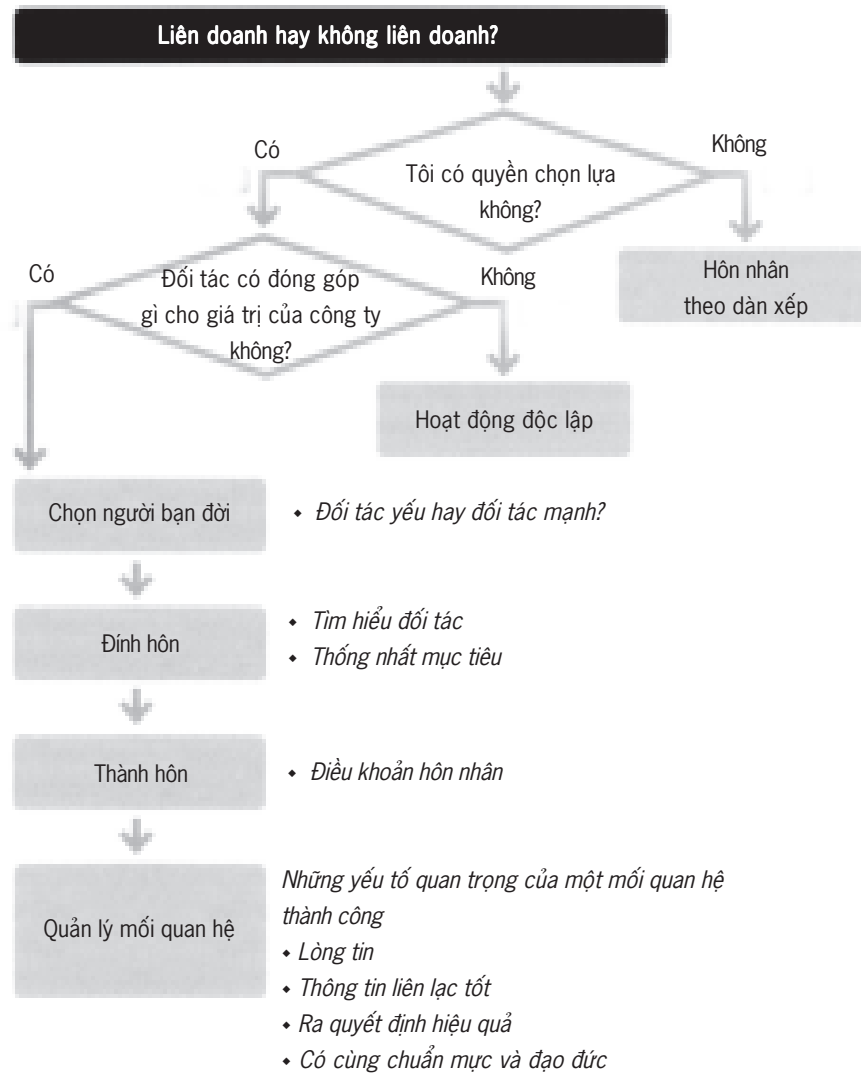 Liên doanh hay không liên doanh?
Có
Không
Tôi có quyền chọn lựa
không?
Có
Đối tác có đóng góp
gì cho giá trị của công ty
không?
Không
Hôn nhân
theo dàn xếp
Hoạt động độc lập
Chọn người bạn đời
• Đối tác yếu hay đối tác mạnh?
Đính hôn
• Tìm hiểu đối tác
• Thống nhất mục tiêu
Thành hôn
• Điều khoản hôn nhân
Quản lý mối quan hệ
Những yếu tố quan trọng của một mối quan hệ
thành công
• Lòng tin
• Thông tin liên lạc tốt
• Ra quyết định hiệu quả
• Có cùng chuẩn mực và đạo đức